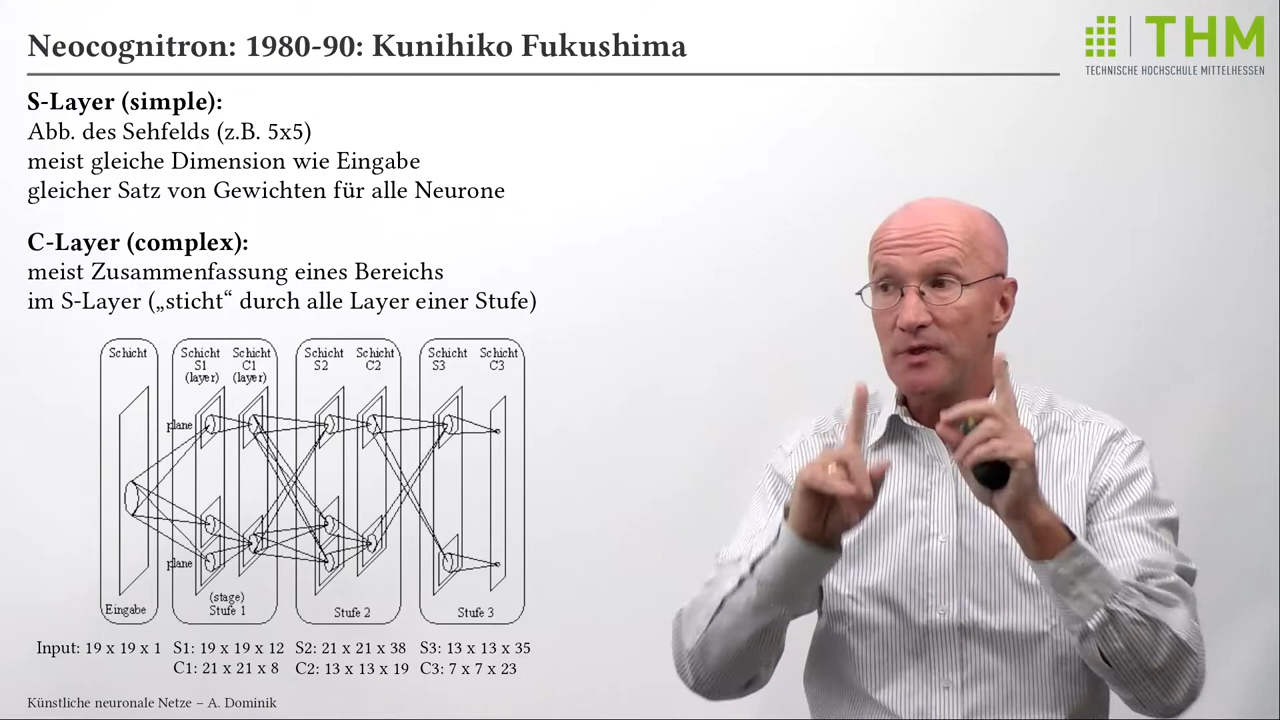 Neocognitron: 1980-90: Kunihiko Fukushima
THM
TECHNISCHE HOCHSCHULE MITTELHESSEN
S-Layer (simple):
Abb. des Sehfelds (z.B. 5x5)
meist gleiche Dimension wie Eingabe
gleicher Satz von Gewichten für alle Neurone
C-Layer (complex):
meist Zusammenfassung eines Bereichs
im S-Layer („sticht“ durch alle Layer einer Stufe)
Schicht
Schicht S1 (layer)
Schicht C1 (layer)
Schicht S2
Schicht C2
Schicht S3
Schicht C3
plane
plane
Eingabe
(stage) Stufe 1
Stufe 2
Stufe 3
Input: 19 x 19 x 1 S1: 19 x 19 x 12 S2: 21 x 21 x 38 S3: 13 x 13 x 35
C1: 21 x 21 x 8 C2: 13 x 13 x 19 C3: 7 x 7 x 23
Künstliche neuronale Netze – A. Dominik